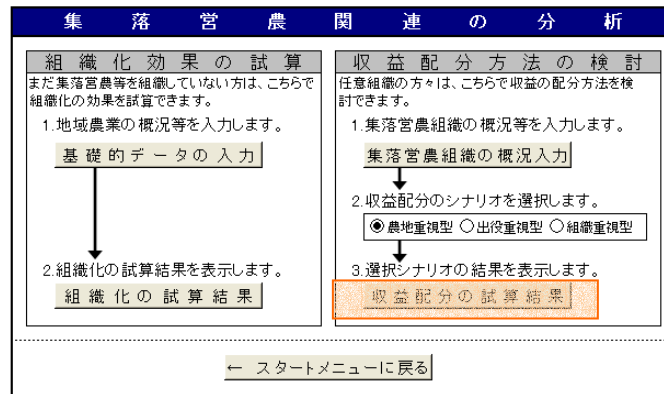 集落営農関連の分析
組織化効果の試算
まだ集落営農等を組織していない方は、こちらで
組織化の効果を試算できます。
1.地域農業の概況等を入力します。
基礎的データの入力
2.組織化の試算結果を表示します。
組織化の試算結果
収益配分方法の検討
任意組織の方々は、こちらで収益の配分方法を検
討できます。
1.集落営農組織の概況等を入力します。
集落営農組織の概況入力
2.収益配分のシナリオを選択します。
農地重視型 出役重視型 組織重視型
3.選択シナリオの結果を表示します。
収益配分の試算結果
← スタートメニューに戻る